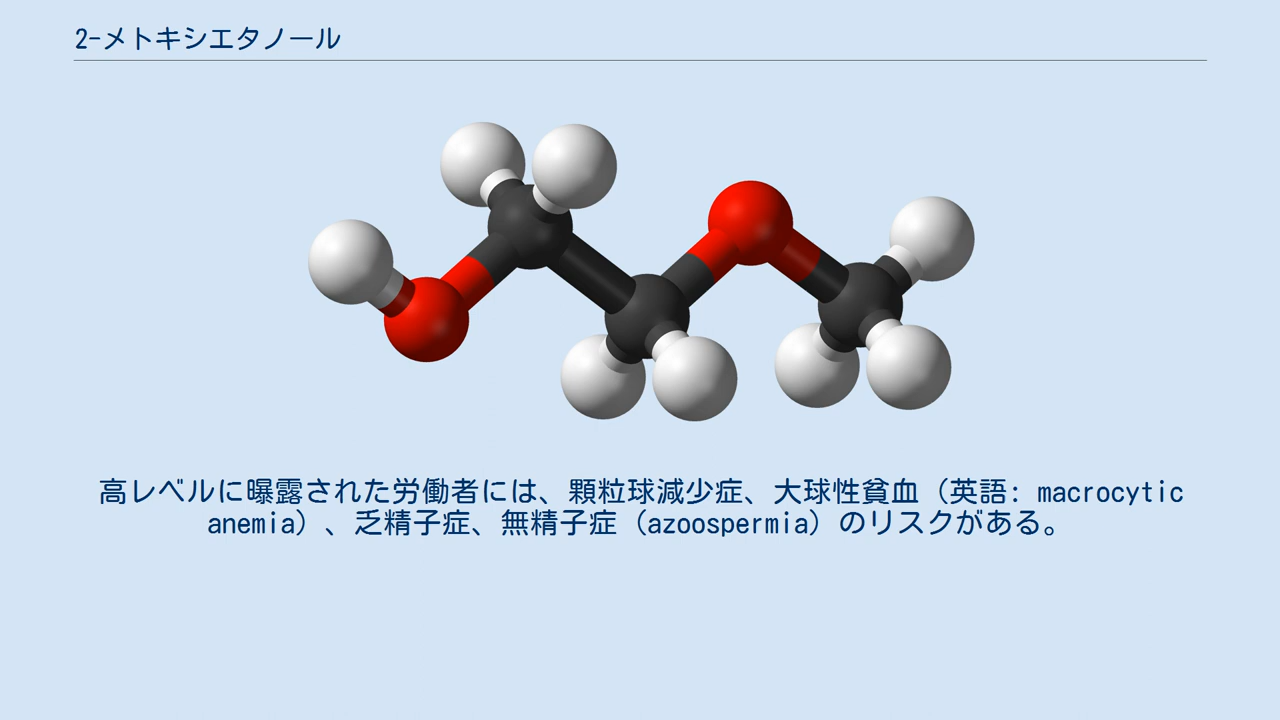 2-メトキシエタノール
高レベルに曝露された労働者には、顆粒球減少症、大球性貧血（英語: macrocytic
anemia）、乏精子症、無精子症（azoospermia）のリスクがある。